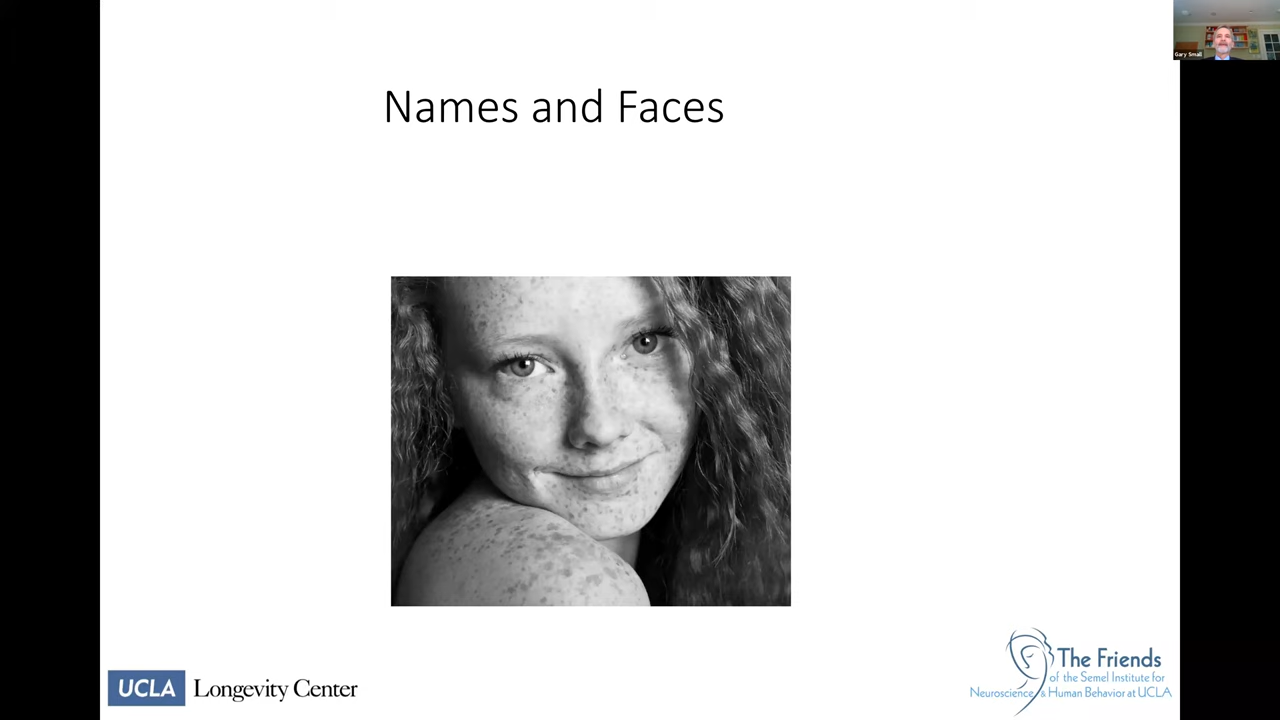 Gary Small
Names and Faces
UCLA Longevity Center
The Friends
of the Semel Institute for
Neuroscience & Human Behavior at UCLA